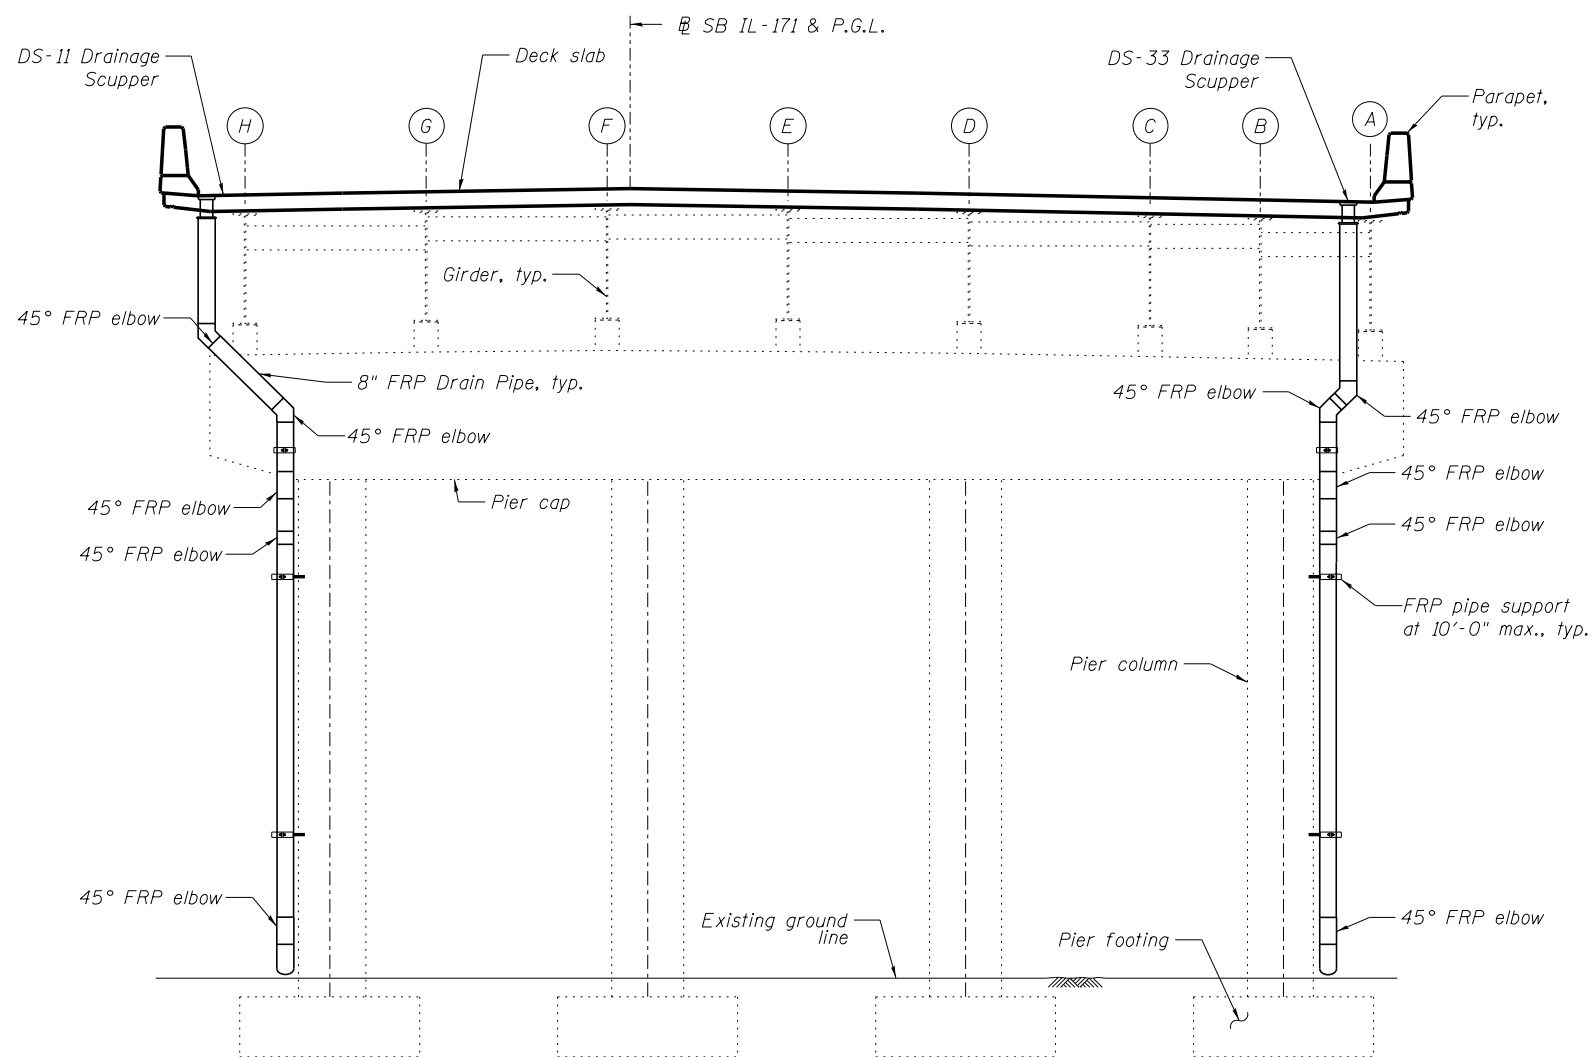 ℄ SB IL-171 & P.G.L.
DS-11 Drainage
Scupper
Deck slab
DS-33 Drainage
Scupper
Parapet,
typ.
H
G
F
E
D
C
B
A
Girder, typ.
45° FRP elbow
8" FRP Drain Pipe, typ.
45° FRP elbow
45° FRP elbow
45° FRP elbow
45° FRP elbow
45° FRP elbow
Pier cap
45° FRP elbow
45° FRP elbow
45° FRP elbow
FRP pipe support
at 10'-0" max., typ.
Pier column
45° FRP elbow
Existing ground
line
Pier footing
45° FRP elbow